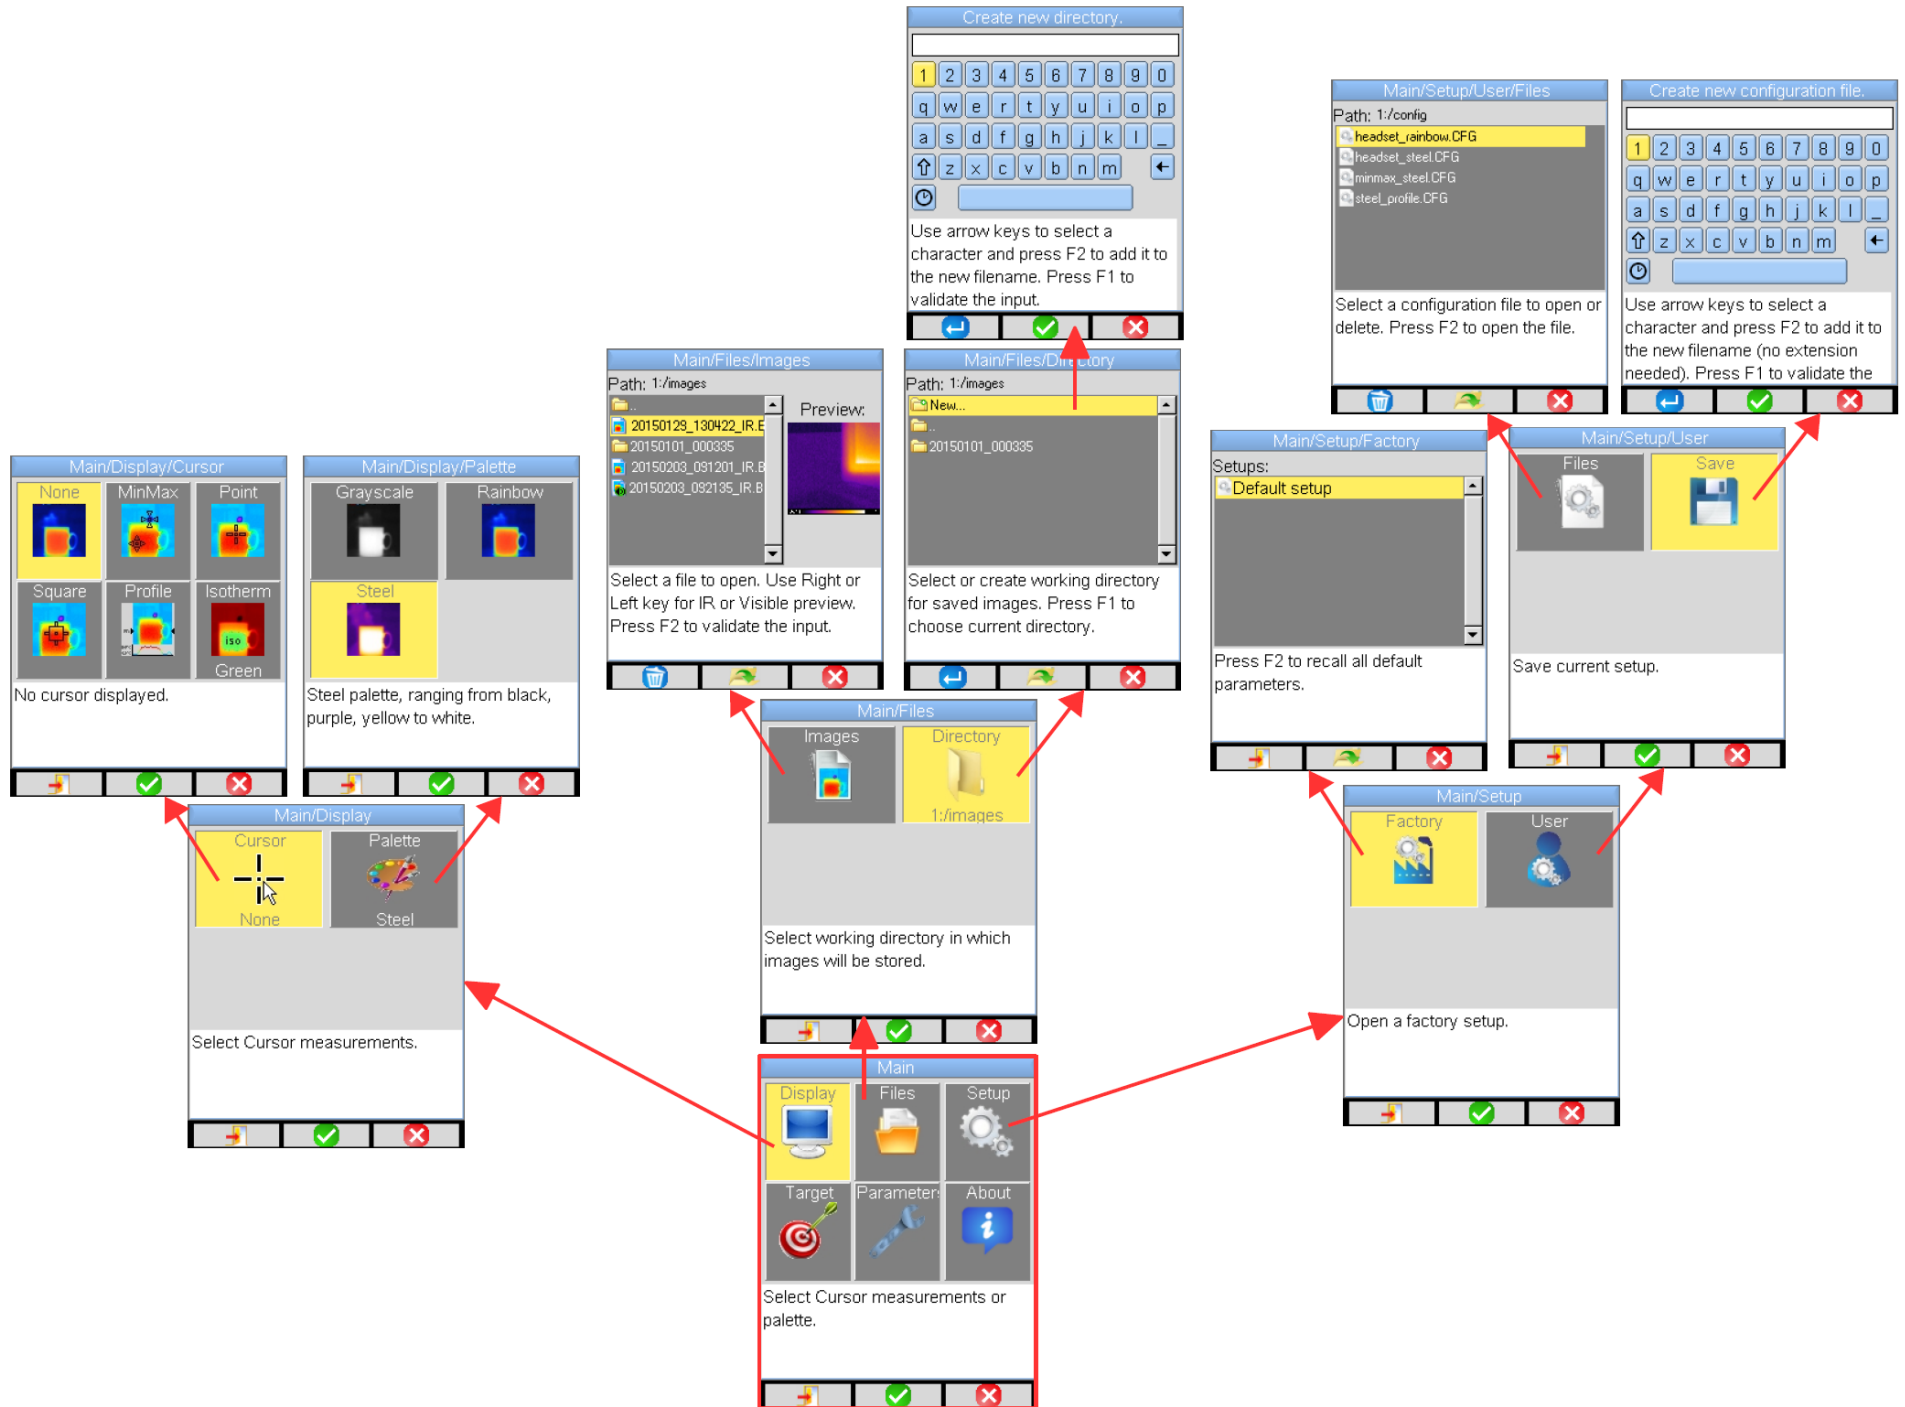 Create new directory.
1 2 3 4 5 6 7 8 9 0
q w e r t y u i o p
a s d f g h j k l _
z x c v b n m
Use arrow keys to select a
character and press F2 to add it to
the new filename. Press F1 to
validate the input.
Main/Setup/User/Files
Path: 1:/config
headset_rainbow.CFG
headset_steel.CFG
minmax_steel.CFG
steel_profile.CFG
Select a configuration file to open or
delete. Press F2 to open the file.
Create new configuration file.
1 2 3 4 5 6 7 8 9 0
q w e r t y u i o p
a s d f g h j k l _
z x c v b n m
Use arrow keys to select a
character and press F2 to add it to
the new filename (no extension
needed). Press F1 to validate the
Main/Files/Images
Path: 1:/images
..
20150129_130422_IR.B
20150101_000335
20150203_091201_IR.B
20150203_092135_IR.B
Preview:
Select a file to open. Use Right or
Left key for IR or Visible preview.
Press F2 to validate the input.
Main/Files/Directory
Path: 1:/images
New...
..
20150101_000335
Select or create working directory
for saved images. Press F1 to
choose current directory.
Main/Setup/Factory
Setups:
Default setup
Press F2 to recall all default
parameters.
Main/Setup/User
Files Save
Save current setup.
Main/Display/Cursor
None MinMax Point
Square Profile Isotherm
iso
Green
No cursor displayed.
Main/Display/Palette
Grayscale Rainbow
Steel
Steel palette, ranging from black,
purple, yellow to white.
Main/Files
Images Directory
1:/images
Select working directory in which
images will be stored.
Main/Setup
Factory User
Open a factory setup.
Main/Display
Cursor Palette
None Steel
Select Cursor measurements.
Main
Display Files Setup
Target Parameter About
Select Cursor measurements or
palette.